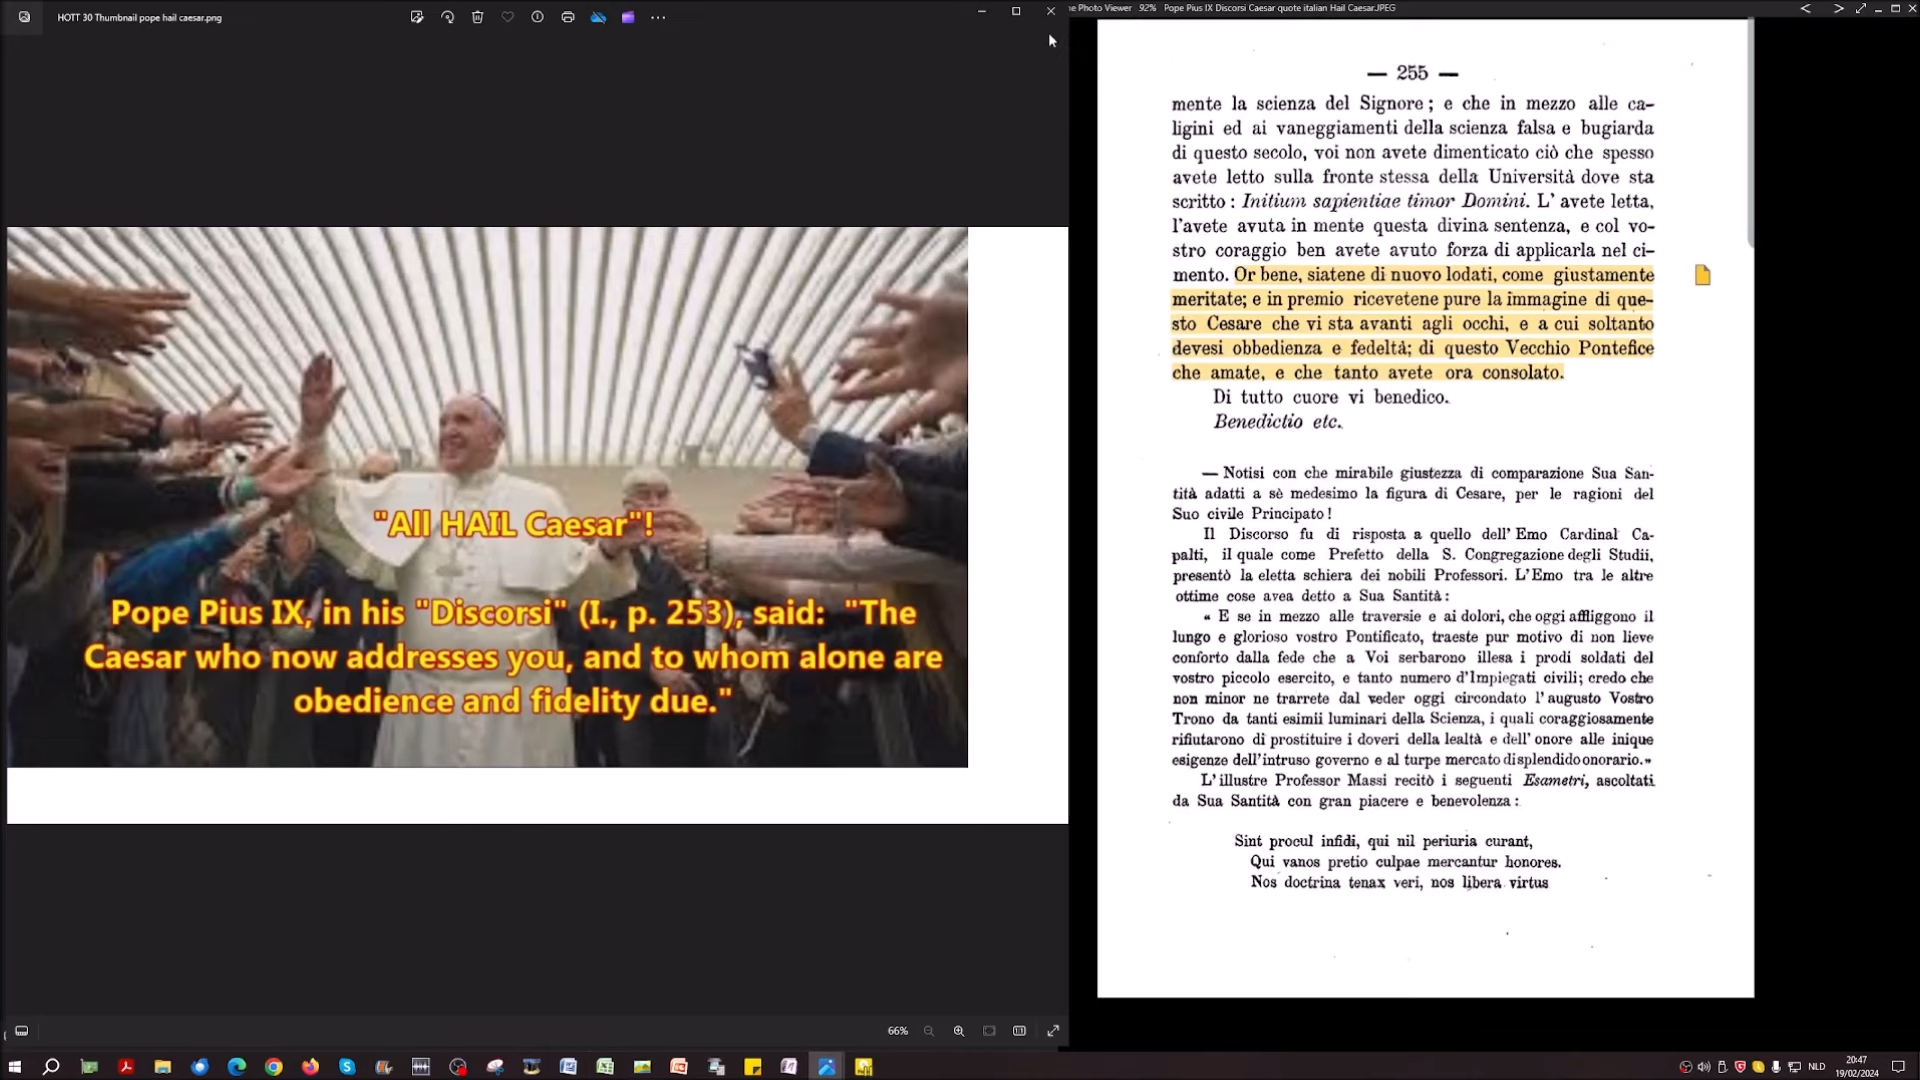 HOTT 30 Thumbnail pope hail caesar.png
"All HAIL Caesar"!
Pope Pius IX, in his "Discorsi" (I., p. 253), said: "The
Caesar who now addresses you, and to whom alone are
obedience and fidelity due."
66%
ne Photo Viewer 92% Pope Pius IX Discorsi Caesar quote italian Hail Caesar.JPEG
— 255 —
mente la scienza del Signore; e che in mezzo alle ca-
ligini ed ai vaneggiamenti della scienza falsa e bugiarda
di questo secolo, voi non avete dimenticato ciò che spesso
avete letto sulla fronte stessa della Università dove sta
scritto: Initium sapientiae timor Domini. L' avete letta,
l'avete avuta in mente questa divina sentenza, e col vo-
stro coraggio ben avete avuto forza di applicarla nel ci-
mento. Or bene, siatene di nuovo lodati, come giustamente
meritate; e in premio ricevetene pure la immagine di que-
sto Cesare che vi sta avanti agli occhi, e a cui soltanto
devesi obbedienza e fedeltà; di questo Vecchio Pontefice
che amate, e che tanto avete ora consolato.
Di tutto cuore vi benedico.
Benedictio etc.
— Notisi con che mirabile giustezza di comparazione Sua San-
tità adatti a sè medesimo la figura di Cesare, per le ragioni del
Suo civile Principato!
Il Discorso fu di risposta a quello dell' Emo Cardinal Ca-
palti, il quale come Prefetto della S. Congregazione degli Studii,
presentò la eletta schiera dei nobili Professori. L'Emo tra le altre
ottime cose avea detto a Sua Santità:
« E se in mezzo alle traversie e ai dolori, che oggi affliggono il
lungo e glorioso vostro Pontificato, traeste pur motivo di non lieve
conforto dalla fede che a Voi serbarono illesa i prodi soldati del
vostro piccolo esercito, e tanto numero d'Impiegati civili; credo che
non minor ne trarrete dal veder oggi circondato l'augusto Vostro
Trono da tanti esimii luminari della Scienza, i quali coraggiosamente
rifiutarono di prostituire i doveri della lealtà e dell' onore alle inique
esigenze dell'intruso governo e al turpe mercato di splendido onorario.»
L'illustre Professor Massi recitò i seguenti Esametri, ascoltati
da Sua Santità con gran piacere e benevolenza:
Sint procul infidi, qui nil periuria curant,
Qui vanos pretio culpae mercantur honores.
Nos doctrina tenax veri, nos libera virtus
NLD
20:47
19/02/2024